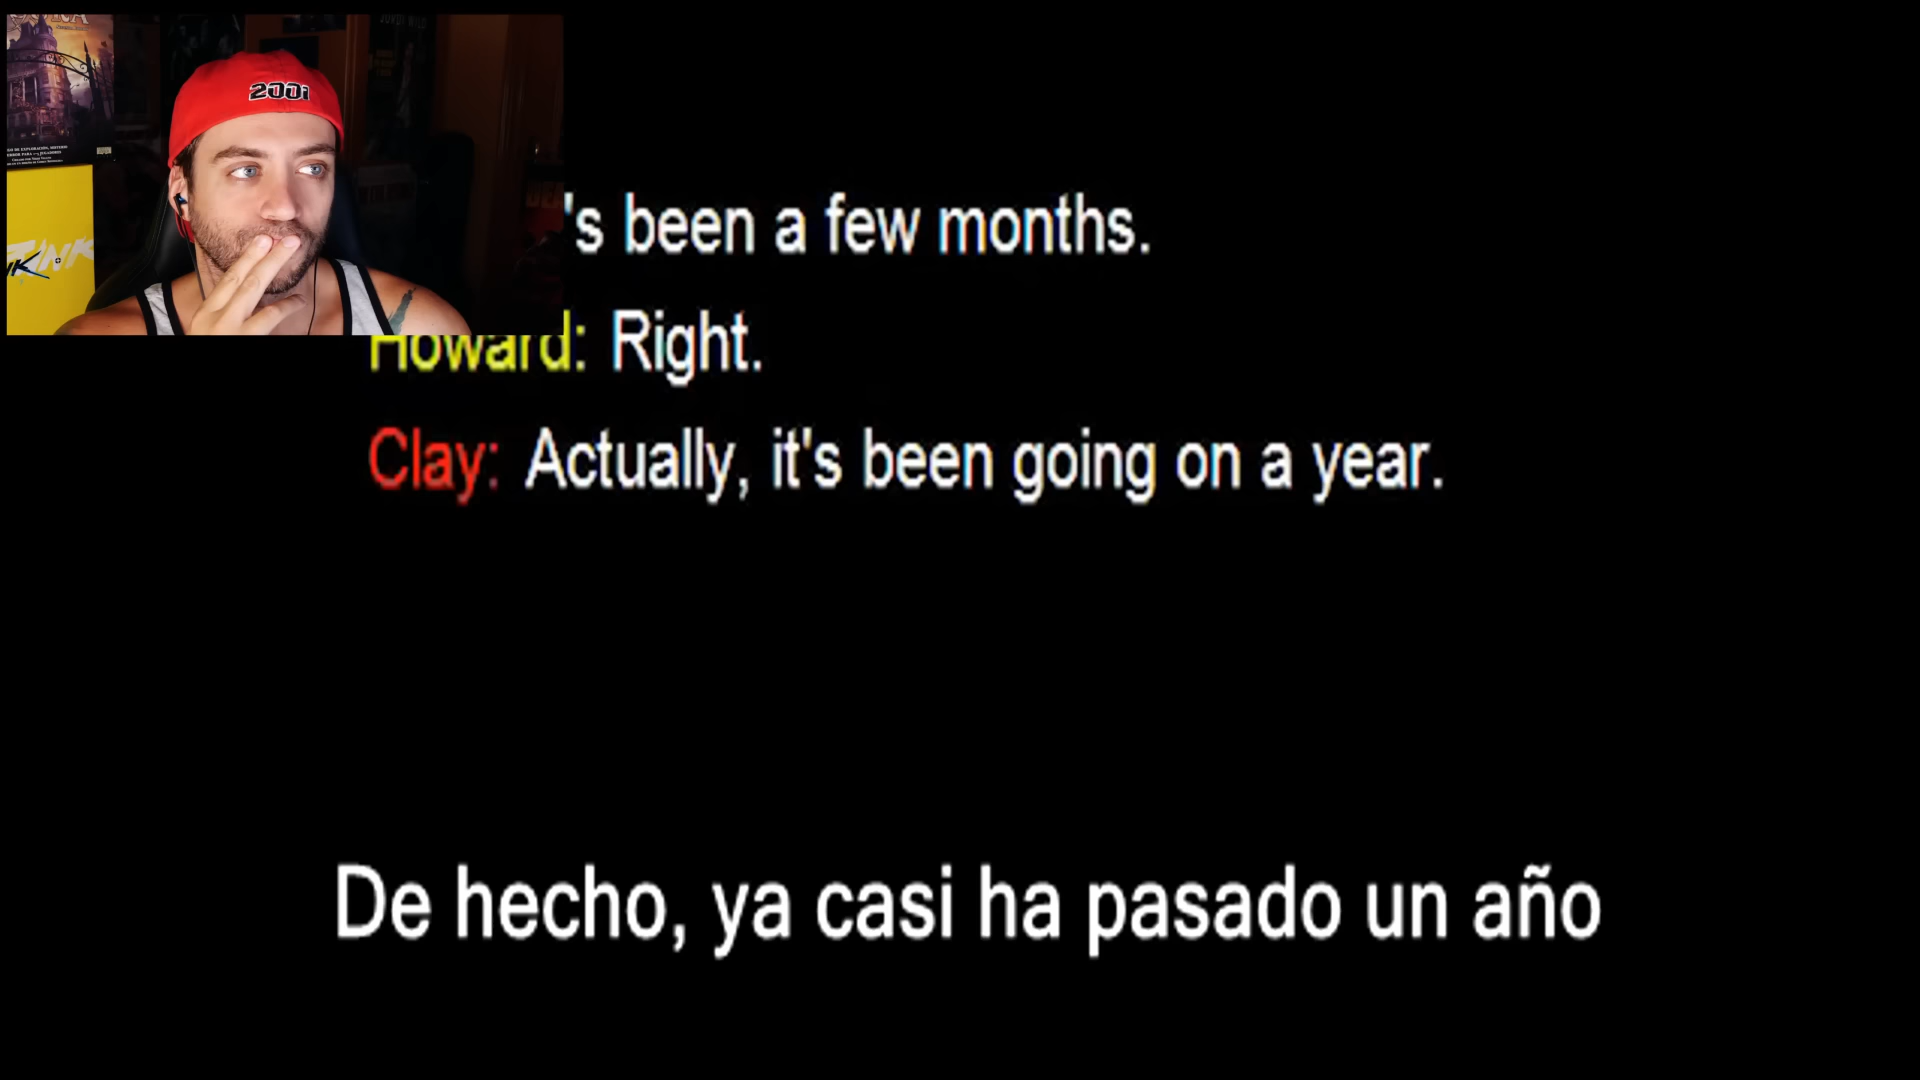 2001
's been a few months.
Howard: Right.
Clay: Actually, it's been going on a year.
De hecho, ya casi ha pasado un año